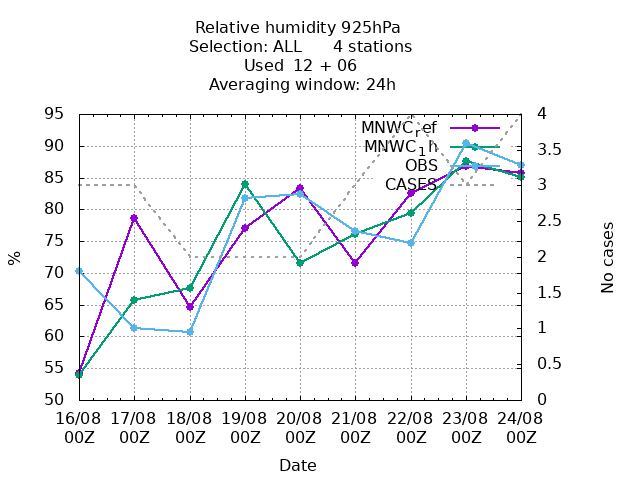 Relative humidity 925hPa
Selection: ALL      4 stations
Used  12 + 06
Averaging window: 24h
95 4
MNWC_ref
90 3.5
MNWC_1h
OBS
85 3
CASES
80 2.5
75 2
70 1.5
65 1
60 0.5
55 0
50
%
No cases
16/08 17/08 18/08 19/08 20/08 21/08 22/08 23/08 24/08
00Z 00Z 00Z 00Z 00Z 00Z 00Z 00Z 00Z
Date